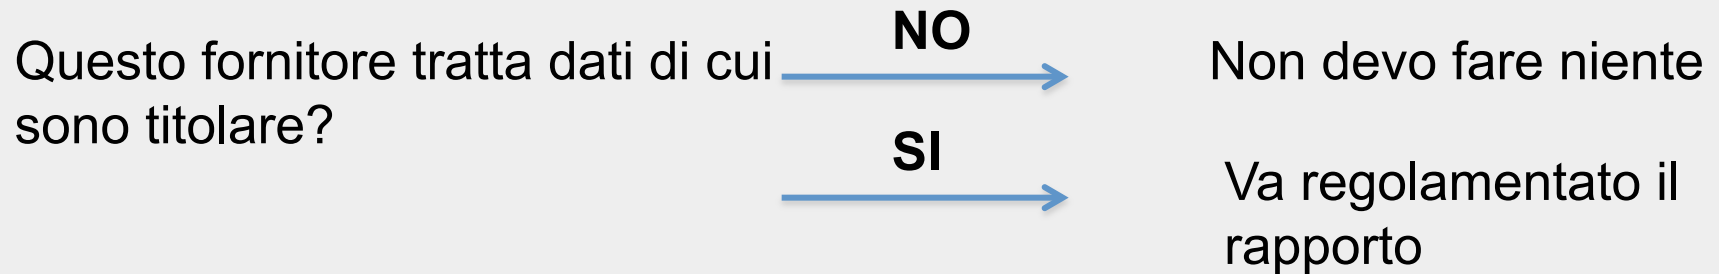 Questo fornitore tratta dati di cui
sono titolare?
NO
Non devo fare niente
SI
Va regolamentato il
rapporto